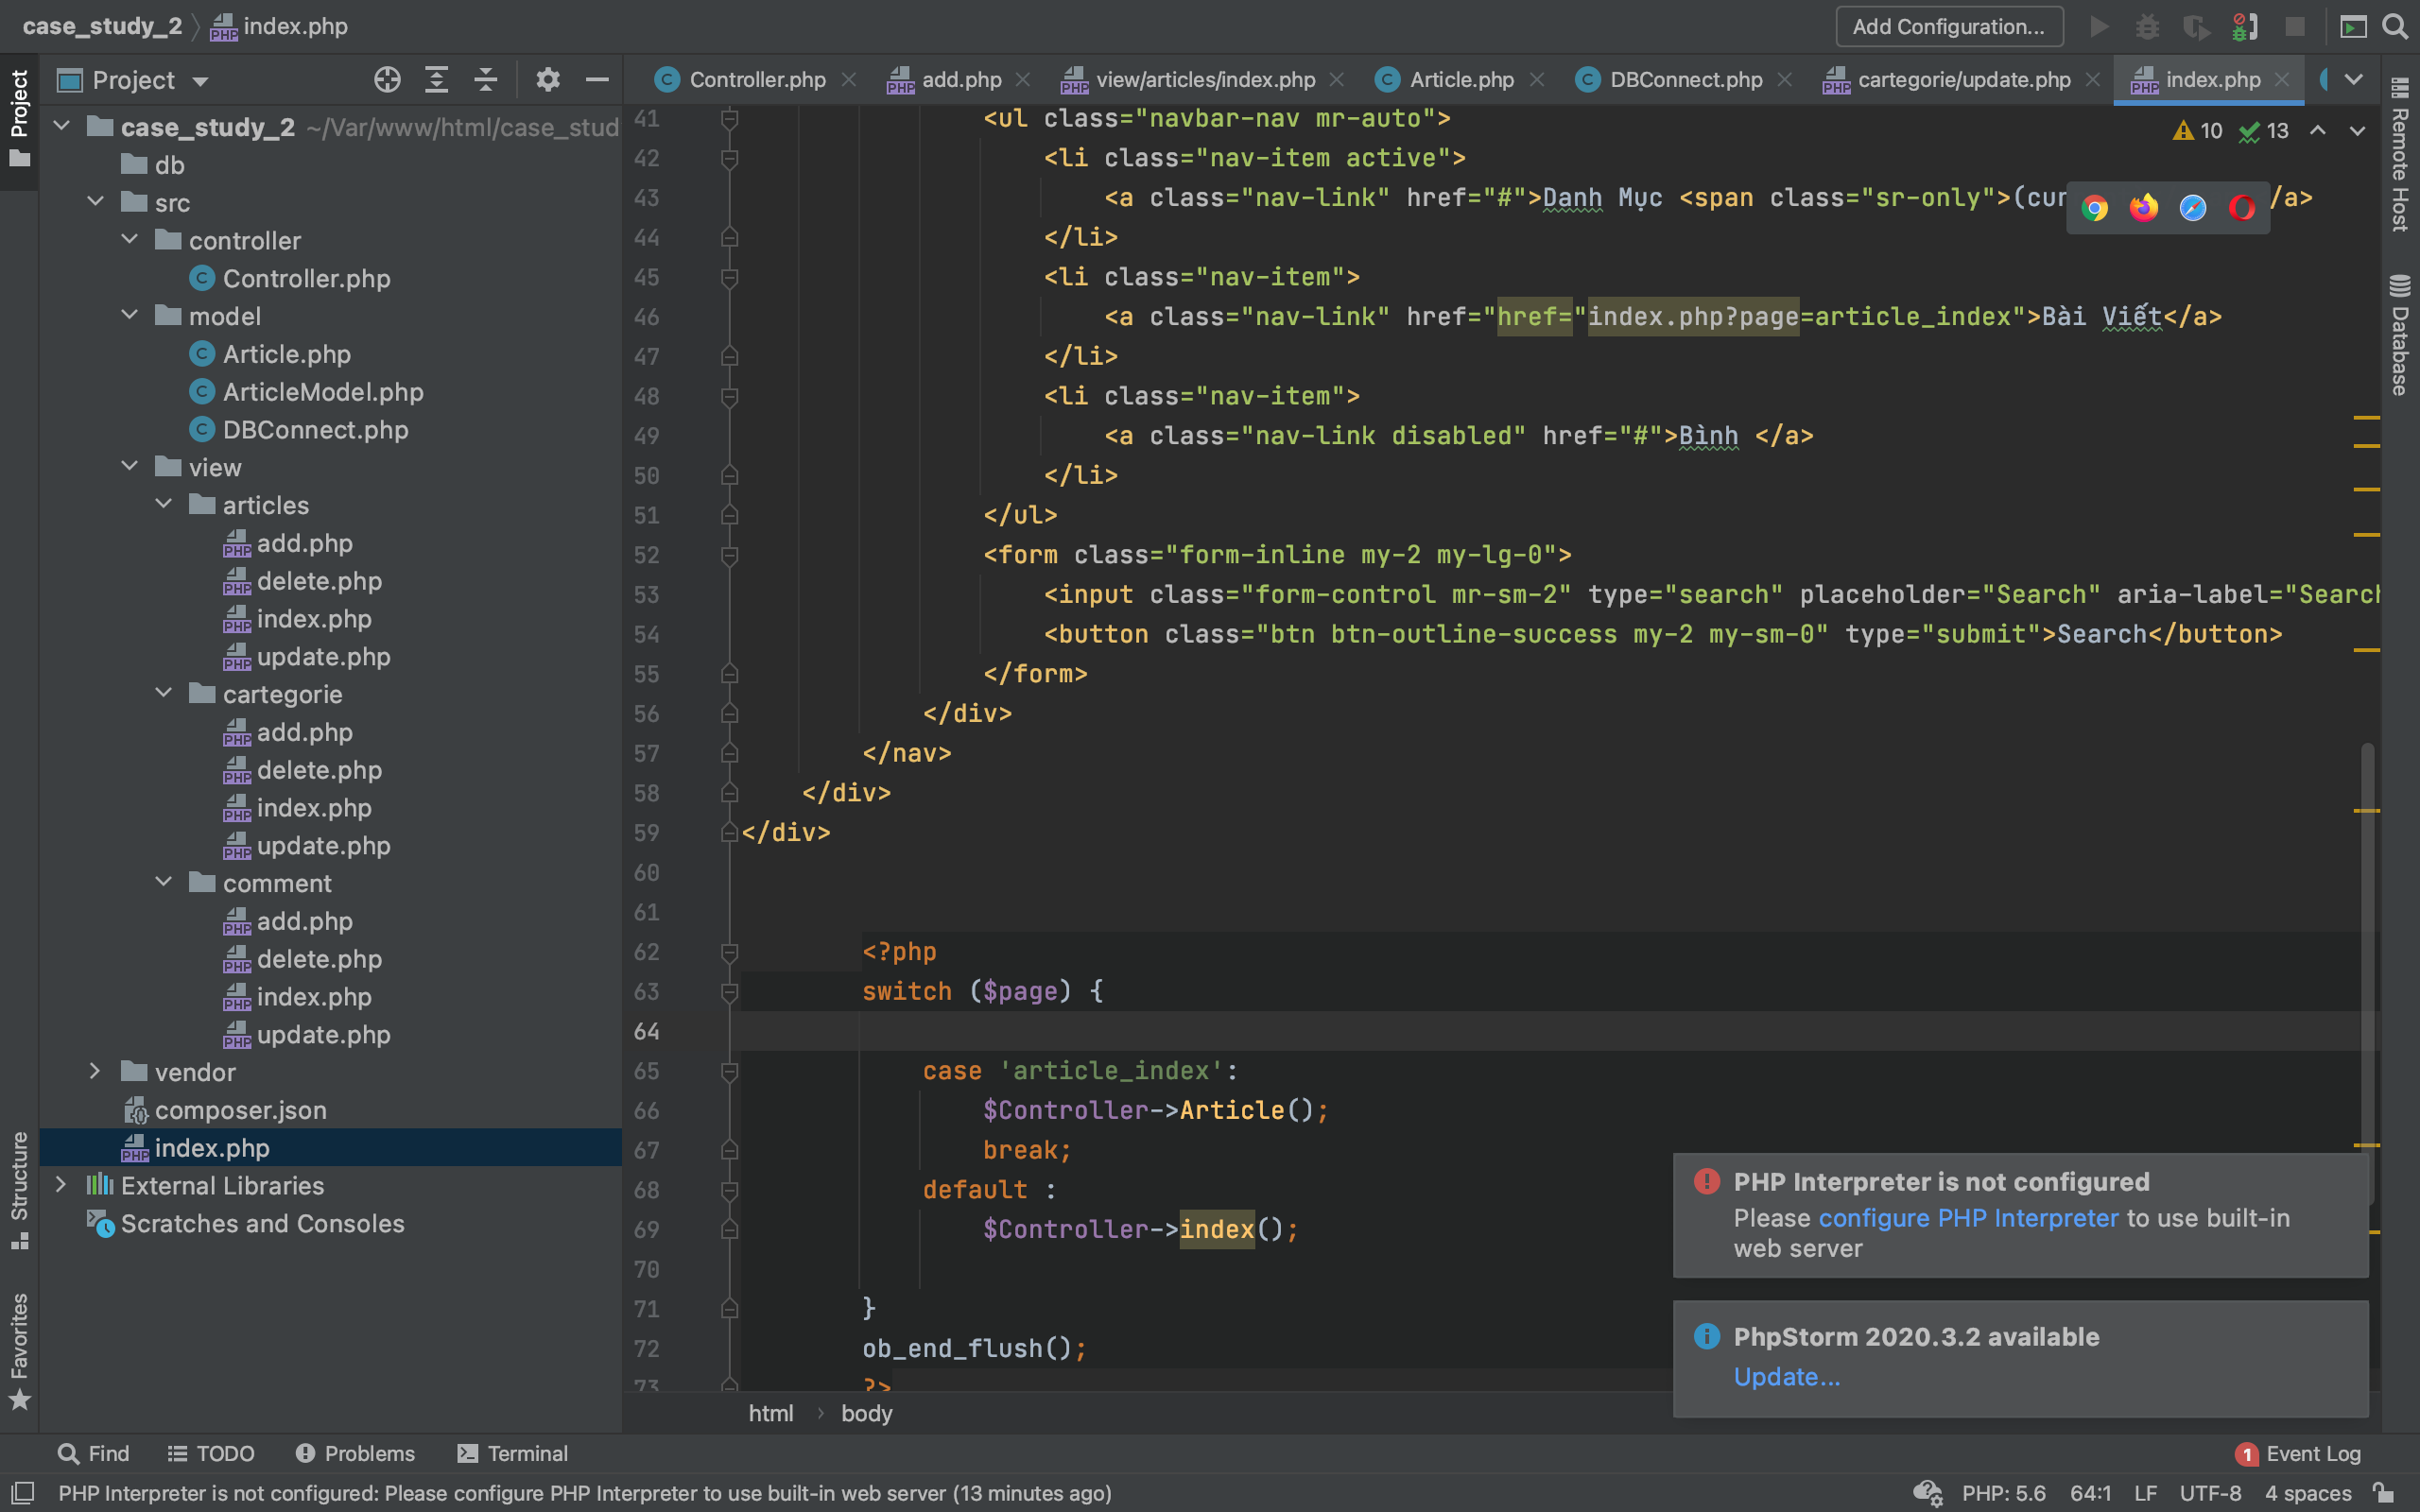 case_study_2 index.php Add Configuration...
Project
Controller.php add.php view/articles/index.php Article.php DBConnect.php cartegorie/update.php index.php
Project
Structure
Favorites
Remote Host
Database
case_study_2 ~/Var/www/html/case_stud
db
src
controller
Controller.php
model
Article.php
ArticleModel.php
DBConnect.php
view
articles
add.php
delete.php
index.php
update.php
cartegorie
add.php
delete.php
index.php
update.php
comment
add.php
delete.php
index.php
update.php
vendor
composer.json
index.php
External Libraries
Scratches and Consoles
10 13
41 <ul class="navbar-nav mr-auto">
42 <li class="nav-item active">
43 <a class="nav-link" href="#">Danh Mục <span class="sr-only">(cur /a>
44 </li>
45 <li class="nav-item">
46 <a class="nav-link" href="href="index.php?page=article_index">Bài Viết</a>
47 </li>
48 <li class="nav-item">
49 <a class="nav-link disabled" href="#">Bình </a>
50 </li>
51 </ul>
52 <form class="form-inline my-2 my-lg-0">
53 <input class="form-control mr-sm-2" type="search" placeholder="Search" aria-label="Search
54 <button class="btn btn-outline-success my-2 my-sm-0" type="submit">Search</button>
55 </form>
56 </div>
57 </nav>
58 </div>
59 </div>
60
61
62 <?php
63 switch ($page) {
64
65 case 'article_index':
66 $Controller->Article();
67 break;
68 default :
69 $Controller->index();
70
71 }
72 ob_end_flush();
73 ?>
html body
PHP Interpreter is not configured
Please configure PHP Interpreter to use built-in
web server
PhpStorm 2020.3.2 available
Update...
Find TODO Problems Terminal 1 Event Log
PHP Interpreter is not configured: Please configure PHP Interpreter to use built-in web server (13 minutes ago) PHP: 5.6 64:1 LF UTF-8 4 spaces